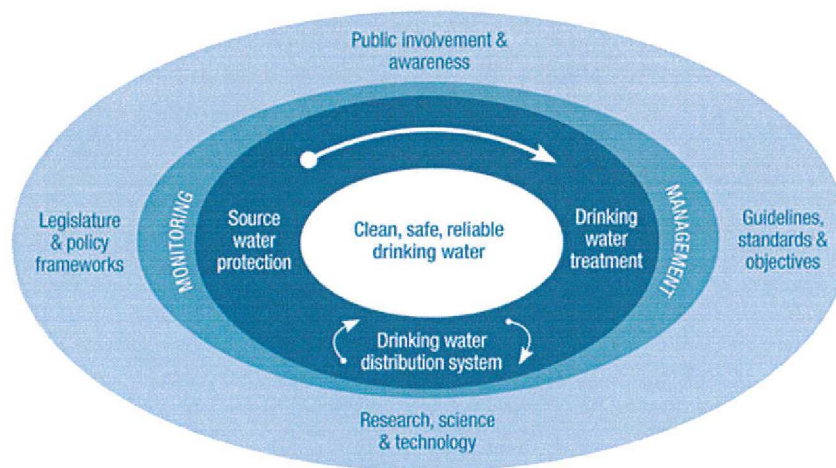 Public involvement &
awareness
Legislature
& policy
frameworks
MONITORING
Source
water
protection
Clean, safe, reliable
drinking water
Drinking
water
treatment
MANAGEMENT
Guidelines,
standards &
objectives
Drinking water
distribution system
Research, science
& technology